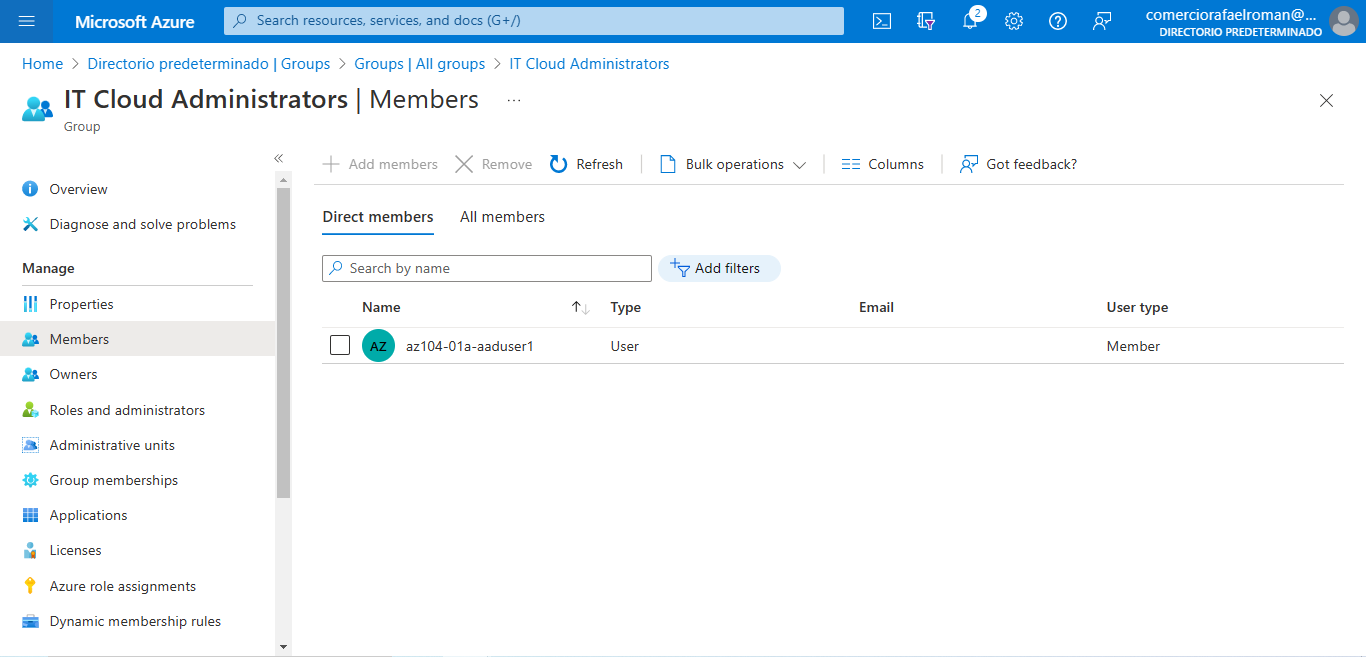 Microsoft Azure
Search resources, services, and docs (G+/)
2
comerciorafaelroman@...
DIRECTORIO PREDETERMINADO
Home > Directorio predeterminado | Groups > Groups | All groups > IT Cloud Administrators
IT Cloud Administrators | Members ...
Group
Overview
Diagnose and solve problems
Manage
Properties
Members
Owners
Roles and administrators
Administrative units
Group memberships
Applications
Licenses
Azure role assignments
Dynamic membership rules
Add members Remove Refresh Bulk operations Columns Got feedback?
Direct members All members
Search by name Add filters
Name Type Email User type
AZ az104-01a-aaduser1 User Member